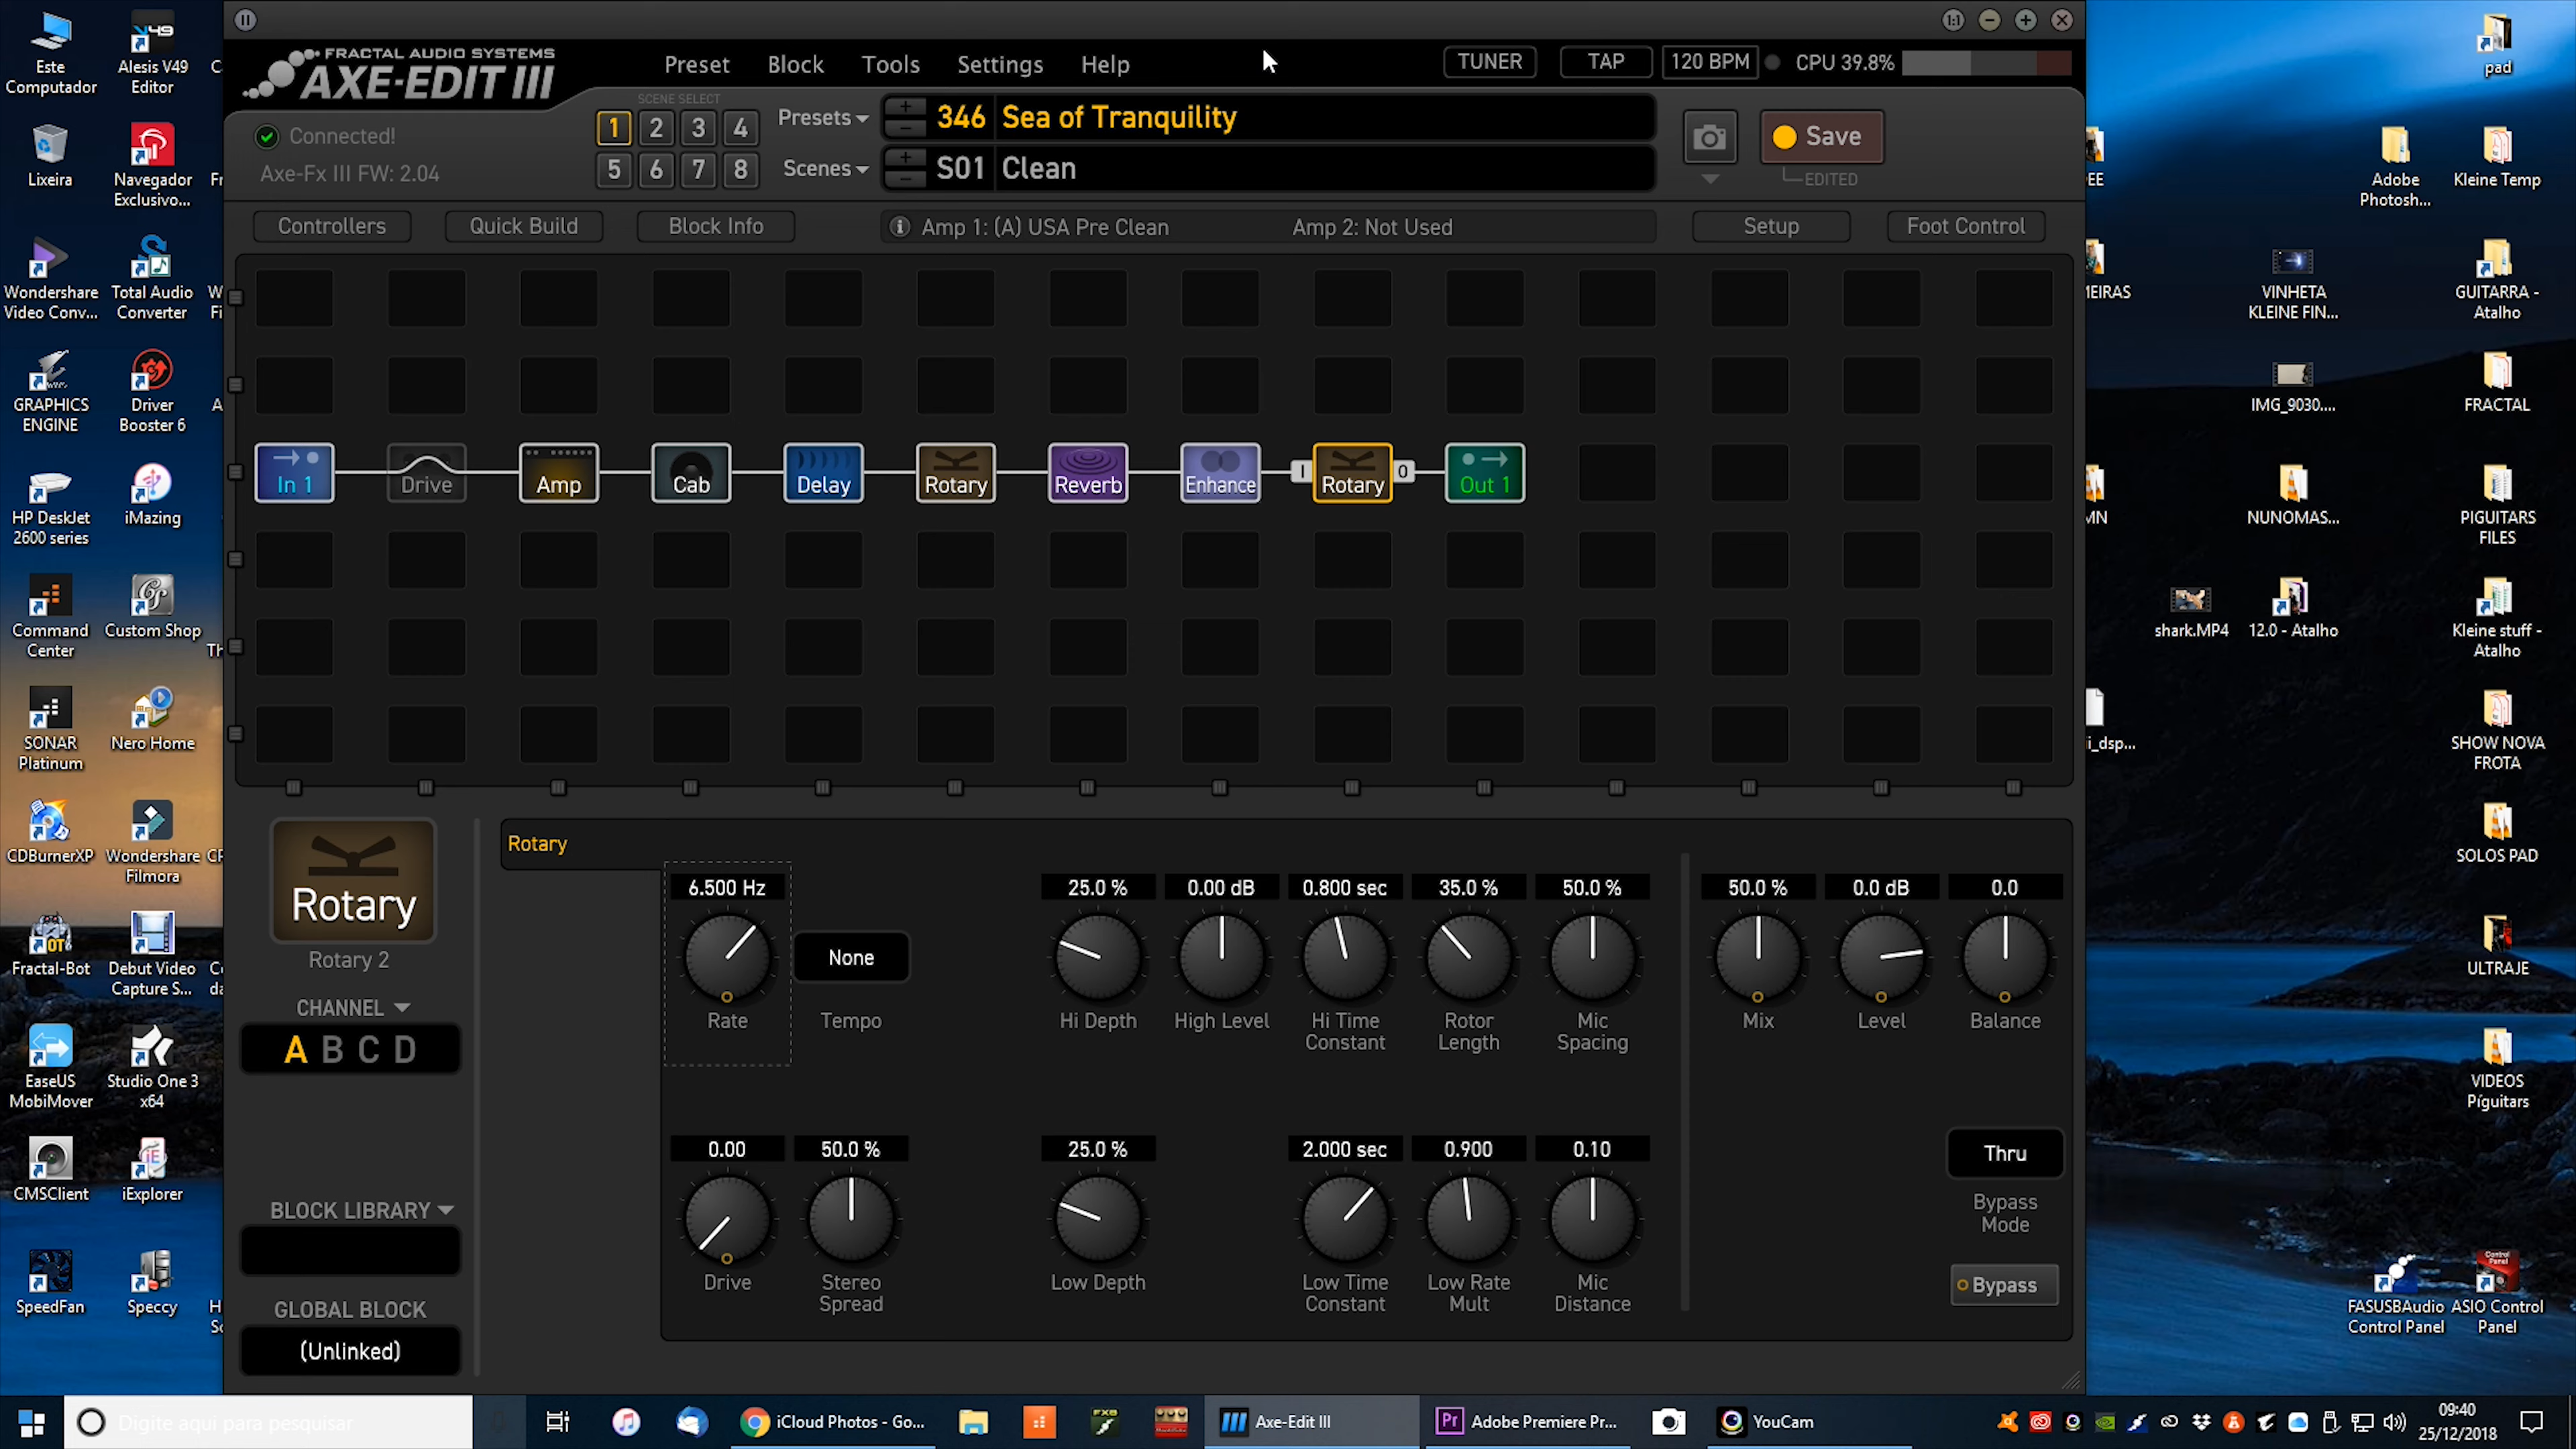 FRACTAL AUDIO SYSTEMS
AXE-EDIT III
Preset Block Tools Settings Help
TUNER TAP 120 BPM CPU 39.8%
1:1
Connected!
Axe-Fx III FW: 2.04
SCENE SELECT
1 2 3 4
5 6 7 8
Presets 346 Sea of Tranquility
Scenes S01 Clean
Save
EDITED
Controllers Quick Build Block Info
Amp 1: (A) USA Pre Clean Amp 2: Not Used
Setup Foot Control
In 1 Drive Amp Cab Delay Rotary Reverb Enhance I Rotary O Out 1
Rotary
Rotary 2
CHANNEL
A B C D
BLOCK LIBRARY
GLOBAL BLOCK
(Unlinked)
Rotary
6.500 Hz 25.0 % 0.00 dB 0.800 sec 35.0 % 50.0 % 50.0 % 0.0 dB 0.0
None
Rate Tempo Hi Depth High Level Hi Time Rotor Mic Mix Level Balance
Constant Length Spacing
0.00 50.0 % 25.0 % 2.000 sec 0.900 0.10
Thru
Bypass
Mode
Drive Stereo Low Depth Low Time Low Rate Mic
Spread Constant Mult Distance
Bypass
Este
Computador
Alesis V49
Editor
Lixeira
Navegador
Exclusivo...
Wondershare
Video Conv...
Total Audio
Converter
GRAPHICS
ENGINE
Driver
Booster 6
HP DeskJet
2600 series
iMazing
Command
Center
Custom Shop
SONAR
Platinum
Nero Home
CDBurnerXP
Wondershare
Filmora
Fractal-Bot
Debut Video
Capture S...
EaseUS
MobiMover
Studio One 3
x64
CMSClient
iExplorer
SpeedFan
Speccy
pad
Adobe
Photosh...
Kleine Temp
EE
VINHETA
KLEINE FIN...
GUITARRA -
Atalho
MEIRAS
IMG_9030....
FRACTAL
NUNOMAS...
PIGUITARS
FILES
MN
shark.MP4
12.0 - Atalho
Kleine stuff -
Atalho
i_dsp...
SHOW NOVA
FROTA
SOLOS PAD
ULTRAJE
VIDEOS
Píguitars
FASUSBAudio
Control Panel
ASIO Control
Panel
Digite aqui para pesquisar
iCloud Photos - Go...
Axe-Edit III
Adobe Premiere Pr...
YouCam
09:40
25/12/2018